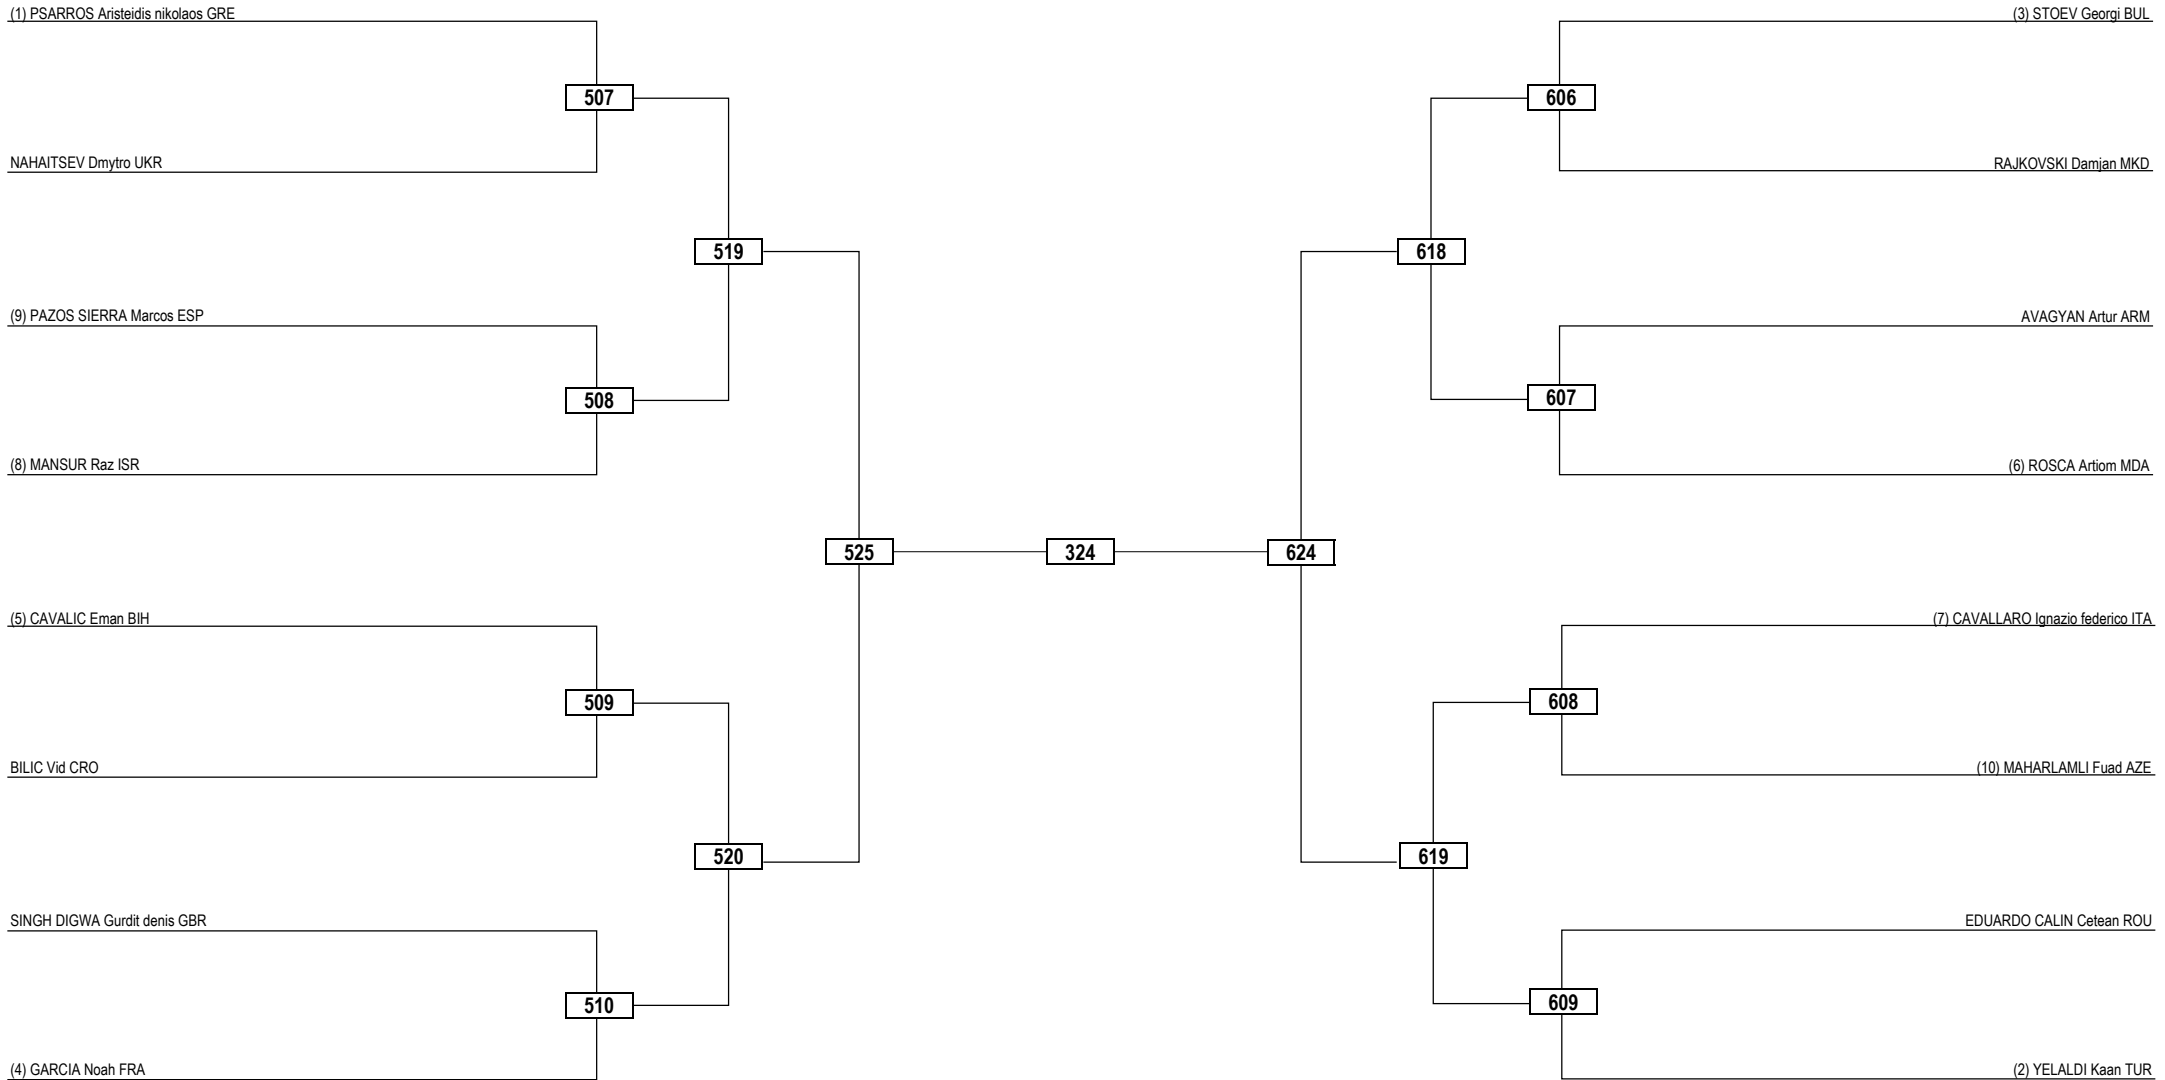 (1) PSARROS Aristeidis nikolaos GRE
507
NAHAITSEV Dmytro UKR
519
(9) PAZOS SIERRA Marcos ESP
508
(8) MANSUR Raz ISR
525
(5) CAVALIC Eman BIH
509
BILIC Vid CRO
520
SINGH DIGWA Gurdit denis GBR
510
(4) GARCIA Noah FRA
324
(3) STOEV Georgi BUL
606
RAJKOVSKI Damjan MKD
618
AVAGYAN Artur ARM
607
(6) ROSCA Artiom MDA
624
(7) CAVALLARO Ignazio federico ITA
608
(10) MAHARLAMLI Fuad AZE
619
EDUARDO CALIN Cetean ROU
609
(2) YELALDI Kaan TUR